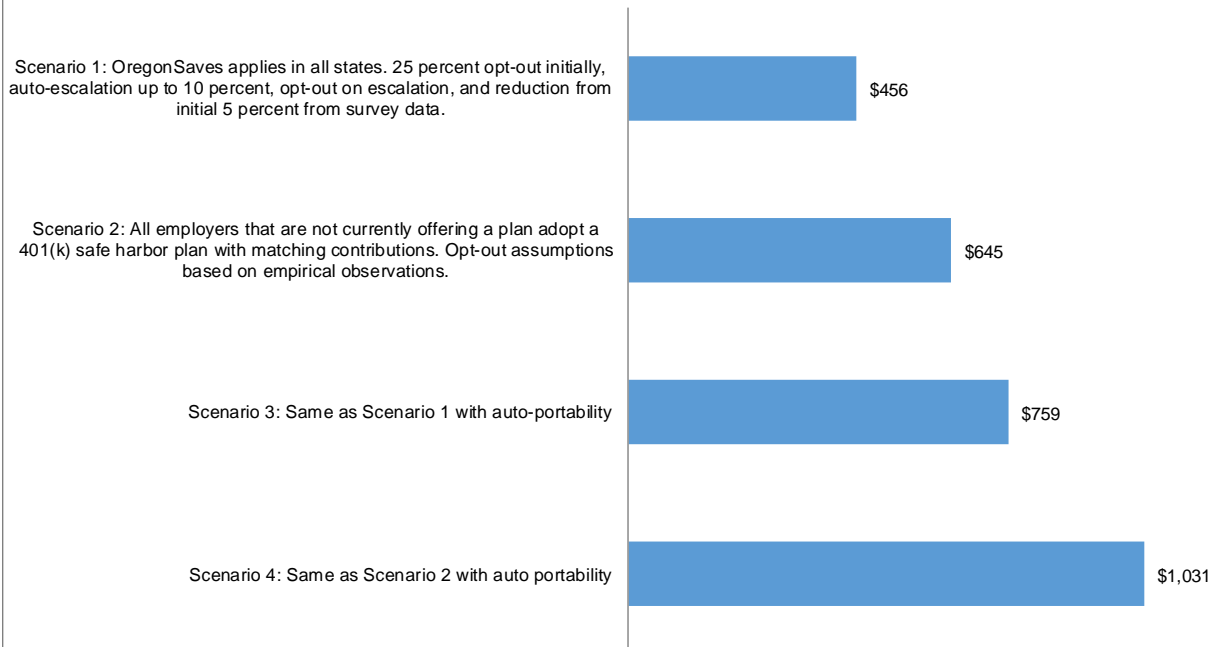 Scenario 1: OregonSaves applies in all states. 25 percent opt-out initially,
auto-escalation up to 10 percent, opt-out on escalation, and reduction from
initial 5 percent from survey data.
$456
Scenario 2: All employers that are not currently offering a plan adopt a
401(k) safe harbor plan with matching contributions. Opt-out assumptions
based on empirical observations.
$645
Scenario 3: Same as Scenario 1 with auto-portability
$759
Scenario 4: Same as Scenario 2 with auto portability
$1,031